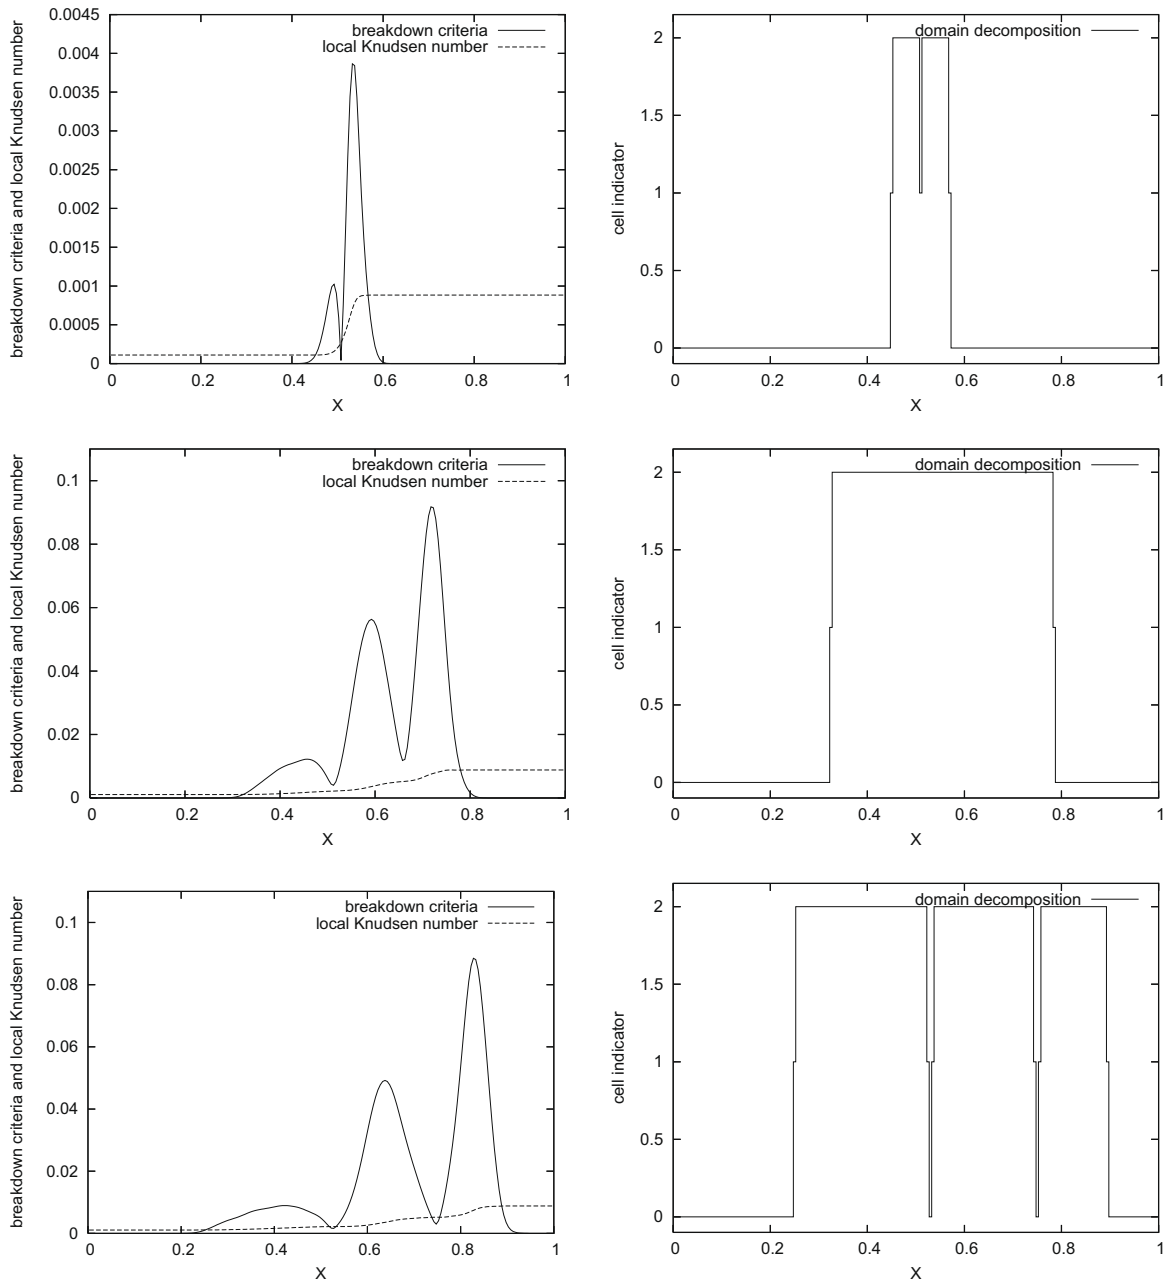 breakdown criteria and local Knudsen number
0.0045
0.004
0.0035
0.003
0.0025
0.002
0.0015
0.001
0.0005
0
breakdown criteria
local Knudsen number
0 0.2 0.4 0.6 0.8 1
X
cell indicator
2
1.5
1
0.5
0
domain decomposition
0 0.2 0.4 0.6 0.8 1
X
breakdown criteria and local Knudsen number
0.1
0.08
0.06
0.04
0.02
0
breakdown criteria
local Knudsen number
0 0.2 0.4 0.6 0.8 1
X
cell indicator
2
1.5
1
0.5
0
domain decomposition
0 0.2 0.4 0.6 0.8 1
X
breakdown criteria and local Knudsen number
0.1
0.08
0.06
0.04
0.02
0
breakdown criteria
local Knudsen number
0 0.2 0.4 0.6 0.8 1
X
cell indicator
2
1.5
1
0.5
0
domain decomposition
0 0.2 0.4 0.6 0.8 1
X